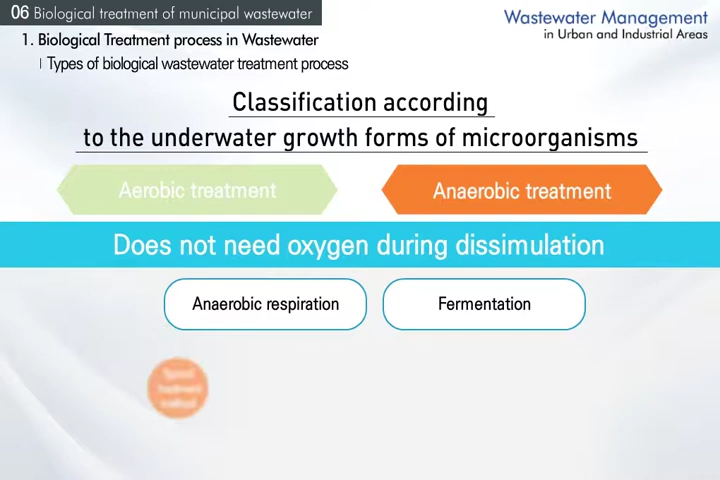 06 Biological treatment of municipal wastewater
Wastewater Management
in Urban and Industrial Areas
1. Biological Treatment process in Wastewater
| Types of biological wastewater treatment process
Classification according
to the underwater growth forms of microorganisms
Aerobic treatment
Anaerobic treatment
Does not need oxygen during dissimulation
Anaerobic respiration
Fermentation